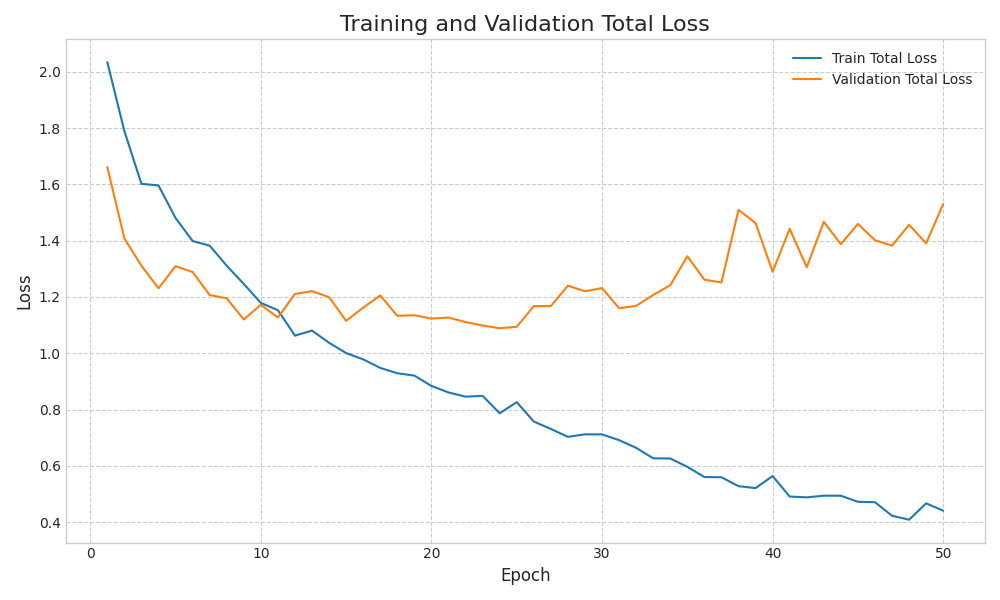 Training and Validation Total Loss
Train Total Loss
Validation Total Loss
2.0
1.8
1.6
1.4
1.2
1.0
0.8
0.6
0.4
Loss
0 10 20 30 40 50
Epoch